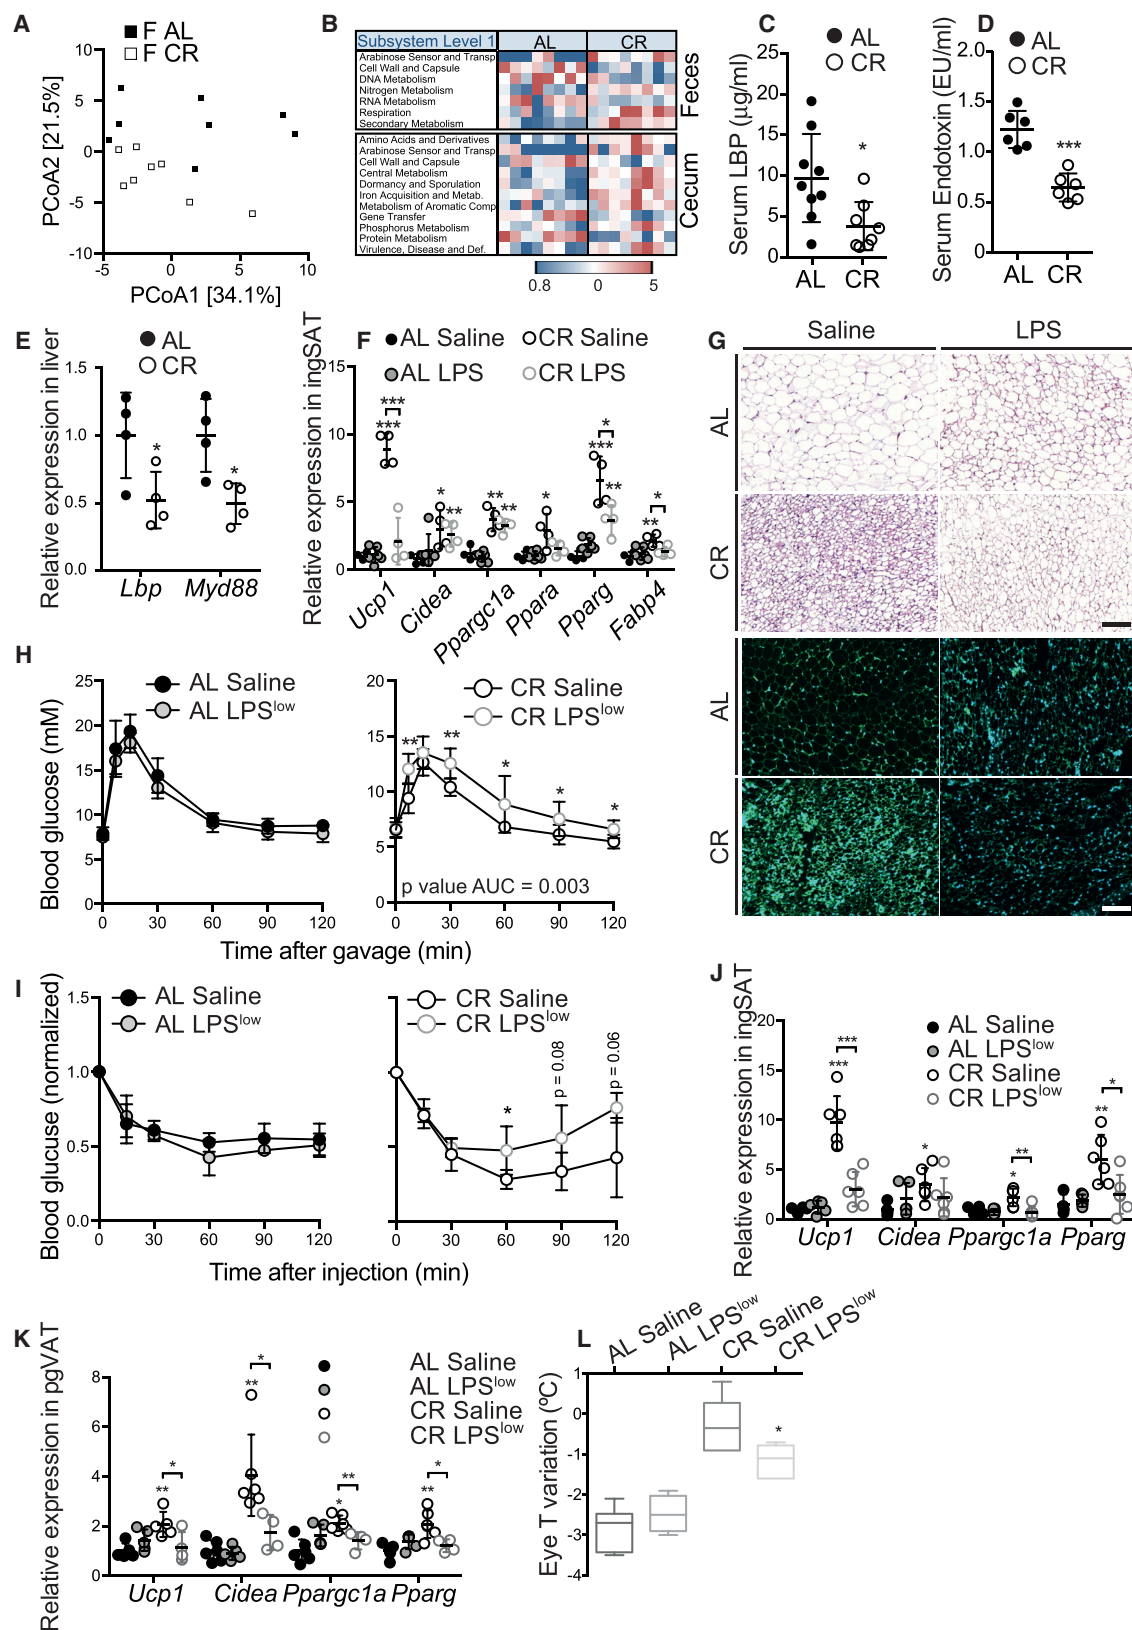 A
F AL
F CR
PCoA2 [21.5%]
10
5
0
-5
-10
-5
0
5
10
PCoA1 [34.1%]
B
Subsystem Level 1
AL
CR
Arabinose Sensor and Transp
Cell Wall and Capsule
DNA Metabolism
Nitrogen Metabolism
RNA Metabolism
Respiration
Secondary Metabolism
Feces
Amino Acids and Derivatives
Arabinose Sensor and Transp
Cell Wall and Capsule
Central Metabolism
Dormancy and Sporulation
Iron Acquisition and Metab.
Metabolism of Aromatic Comp
Gene Transfer
Phosphorus Metabolism
Protein Metabolism
Virulence, Disease and Def.
Cecum
0.8
0
5
C
AL
CR
Serum LBP (µg/ml)
25
20
15
10
5
0
*
AL
CR
D
AL
CR
Serum Endotoxin (EU/ml)
2.0
1.5
1.0
0.5
0
***
AL
CR
E
AL
CR
Relative expression in liver
1.5
1.0
0.5
0.0
*
*
Lbp
Myd88
F
AL Saline
CR Saline
AL LPS
CR LPS
Relative expression in ingSAT
15
10
5
0
***
***
*
**
**
**
*
*
***
**
*
**
Ucp1
Cidea
Ppargc1a
Ppara
Pparg
Fabp4
G
Saline
LPS
AL
CR
AL
CR
H
AL Saline
AL LPSlow
Blood glucose (mM)
25
20
15
10
5
0
0
30
60
90
120
CR Saline
CR LPSlow
20
15
10
5
0
**
**
*
*
*
p value AUC = 0.003
0
30
60
90
120
Time after gavage (min)
I
AL Saline
AL LPSlow
Blood glucuse (normalized)
1.5
1.0
0.5
0.0
0
30
60
90
120
CR Saline
CR LPSlow
*
p = 0.08
p = 0.06
0
30
60
90
120
Time after injection (min)
J
AL Saline
AL LPSlow
CR Saline
CR LPSlow
Relative expression in ingSAT
20
15
10
5
0
***
***
*
**
*
*
**
Ucp1
Cidea
Ppargc1a
Pparg
K
AL Saline
AL LPSlow
CR Saline
CR LPSlow
Relative expression in pgVAT
8
6
4
2
0
*
**
*
**
**
*
*
**
Ucp1
Cidea
Ppargc1a
Pparg
L
AL Saline
AL LPSlow
CR Saline
CR LPSlow
Eye T variation (ºC)
1
0
-1
-2
-3
-4
*